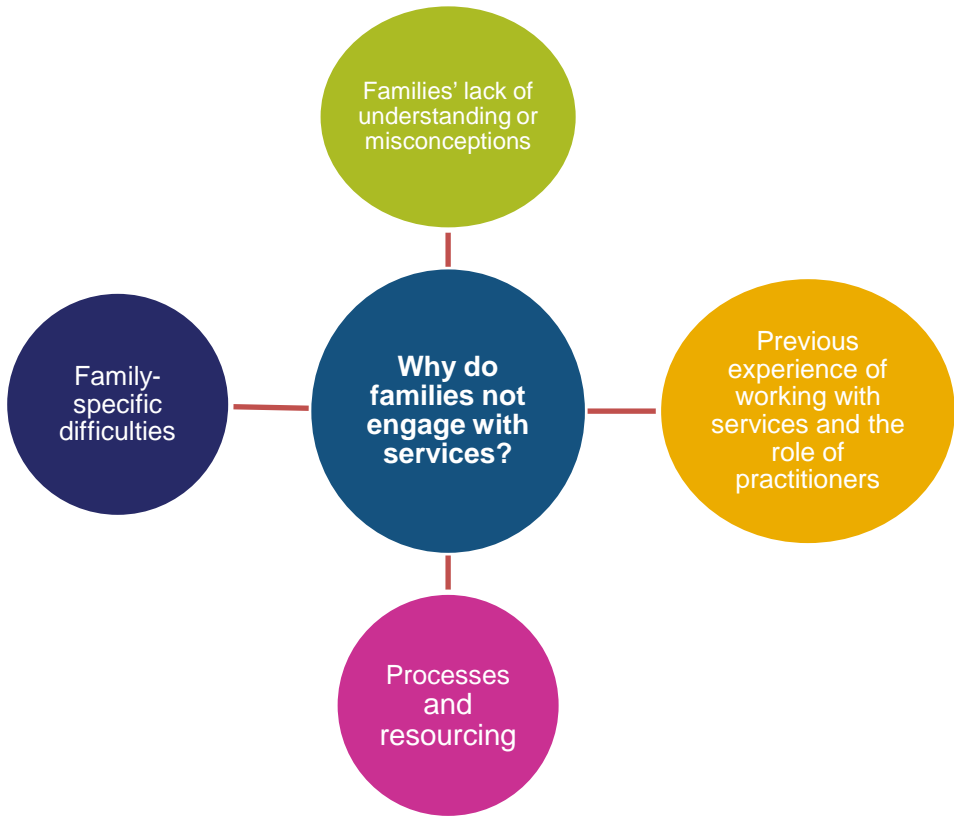 Families’ lack of
understanding or
misconceptions
Family-
specific
difficulties
Why do
families not
engage with
services?
Previous
experience of
working with
services and the
role of
practitioners
Processes
and
resourcing